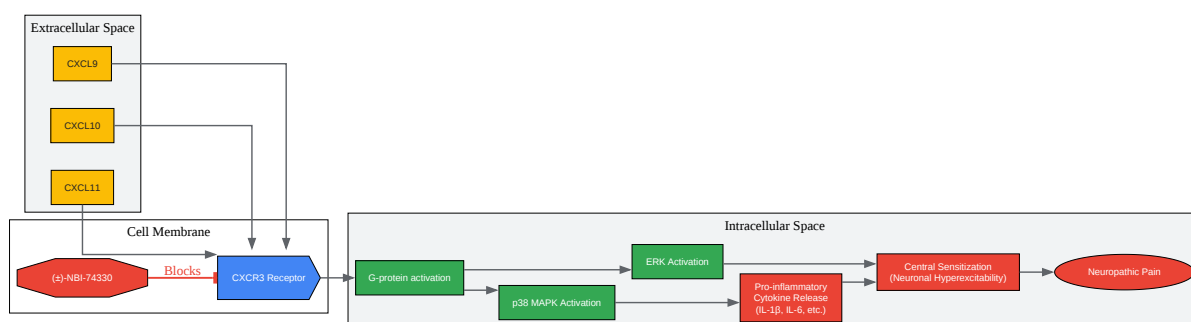 Extracellular Space
CXCL9
CXCL10
CXCL11
Cell Membrane
(±)-NBI-74330
Blocks
CXCR3 Receptor
Intracellular Space
G-protein activation
ERK Activation
p38 MAPK Activation
Pro-inflammatory
Cytokine Release
(IL-1β, IL-6, etc.)
Central Sensitization
(Neuronal Hyperexcitability)
Neuropathic Pain